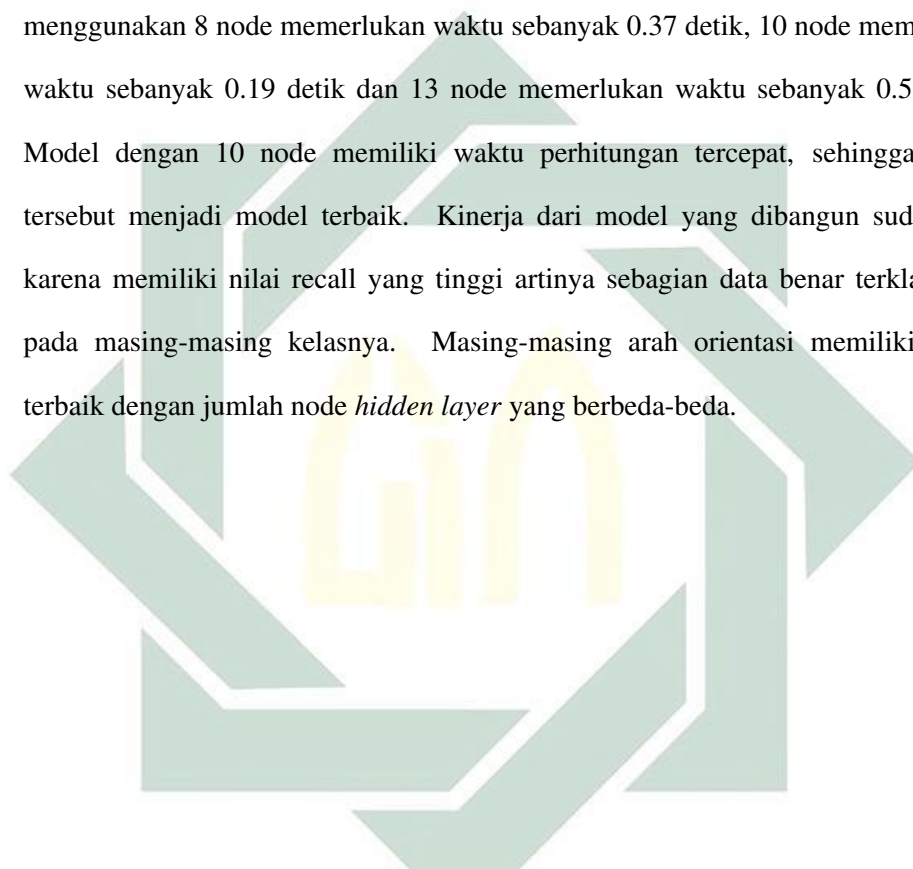 menggunakan 8 node memerlukan waktu sebanyak 0.37 detik, 10 node mem
waktu sebanyak 0.19 detik dan 13 node memerlukan waktu sebanyak 0.5
Model dengan 10 node memiliki waktu perhitungan tercepat, sehingga
tersebut menjadi model terbaik. Kinerja dari model yang dibangun sud
karena memiliki nilai recall yang tinggi artinya sebagian data benar terkla
pada masing-masing kelasnya. Masing-masing arah orientasi memiliki
terbaik dengan jumlah node hidden layer yang berbeda-beda.